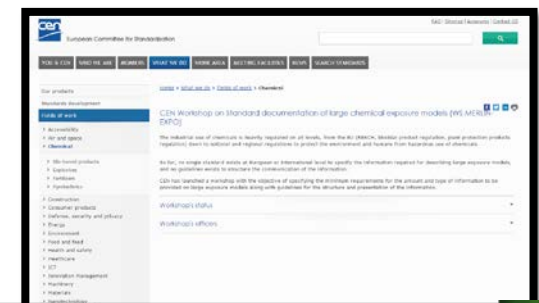 cen
European Committee for Standardization
FAQ | Sitemap | Acronyms | Contact US
YOU & CEN WHO WE ARE MEMBERS WHAT WE DO WORK AREA MEETING FACILITIES NEWS SEARCH STANDARDS
Our products
Standards development
Fields of work
Accessibility
Air and space
Chemical
Bio-based products
Explosives
Fertilizers
Pyrotechnics
Construction
Consumer products
Defence, security and privacy
Energy
Environment
Food and feed
Health and safety
Healthcare
ICT
Innovation management
Machinery
Materials
Home > What we do > Fields of work > Chemical
CEN Workshop on Standard documentation of large chemical exposure models (WS MERLIN-
EXPO)
The industrial use of chemicals is heavily regulated on all levels, from the EU (REACH, biocidal product regulation, plant protection products
regulation) down to national and regional regulations to protect the environment and humans from hazardous use of chemicals.
As for, no single standard exists at European or international level to specify the information required for describing large exposure models,
and no guidelines exists to structure the communication of the information.
CEN has launched a workshop with the objective of specifying the minimum requirements for the amount and type of information to be
provided on large exposure models along with guidelines for the structure and presentation of the information.
Workshop's status
Workshop's officers